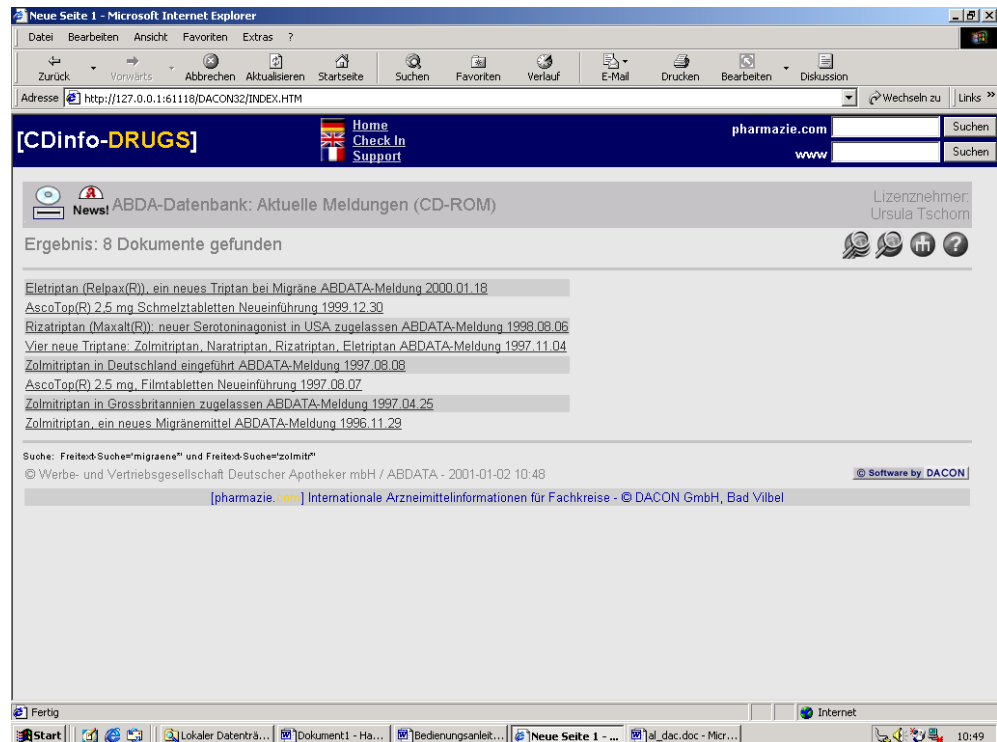 Neue Seite 1 - Microsoft Internet Explorer
Datei Bearbeiten Ansicht Favoriten Extras ?
Zurück Vorwärts Abbrechen Aktualisieren Startseite Suchen Favoriten Verlauf E-Mail Drucken Bearbeiten Diskussion
Adresse http://127.0.0.1:61118/DACON32/INDEX.HTM Wechseln zu Links »
[CDinfo-DRUGS]
Home
Check In
Support
pharmazie.com Suchen
www Suchen
News! ABDA-Datenbank: Aktuelle Meldungen (CD-ROM)
Lizenznehmer:
Ursula Tschorn
Ergebnis: 8 Dokumente gefunden
Eletriptan (Relpax(R)), ein neues Triptan bei Migräne ABDATA-Meldung 2000.01.18
AscoTop(R) 2,5 mg Schmelztabletten Neueinführung 1999.12.30
Rizatriptan (Maxalt(R)): neuer Serotoninagonist in USA zugelassen ABDATA-Meldung 1998.08.06
Vier neue Triptane: Zolmitriptan, Naratriptan, Rizatriptan, Eletriptan ABDATA-Meldung 1997.11.04
Zolmitriptan in Deutschland eingeführt ABDATA-Meldung 1997.08.08
AscoTop(R) 2.5 mg, Filmtabletten Neueinführung 1997.08.07
Zolmitriptan in Grossbritannien zugelassen ABDATA-Meldung 1997.04.25
Zolmitriptan, ein neues Migränemittel ABDATA-Meldung 1996.11.29
Suche: Freitext-Suche='migraene*' und Freitext-Suche='zolmitr*'
© Werbe- und Vertriebsgesellschaft Deutscher Apotheker mbH / ABDATA - 2001-01-02 10:48
© Software by DACON
[pharmazie.com] Internationale Arzneimittelinformationen für Fachkreise - © DACON GmbH, Bad Vilbel
Fertig Internet
Start Lokaler Datenträ... Dokument1 - Ha... Bedienungsanleit... Neue Seite 1 - ... al_dac.doc - Micr... 10:49